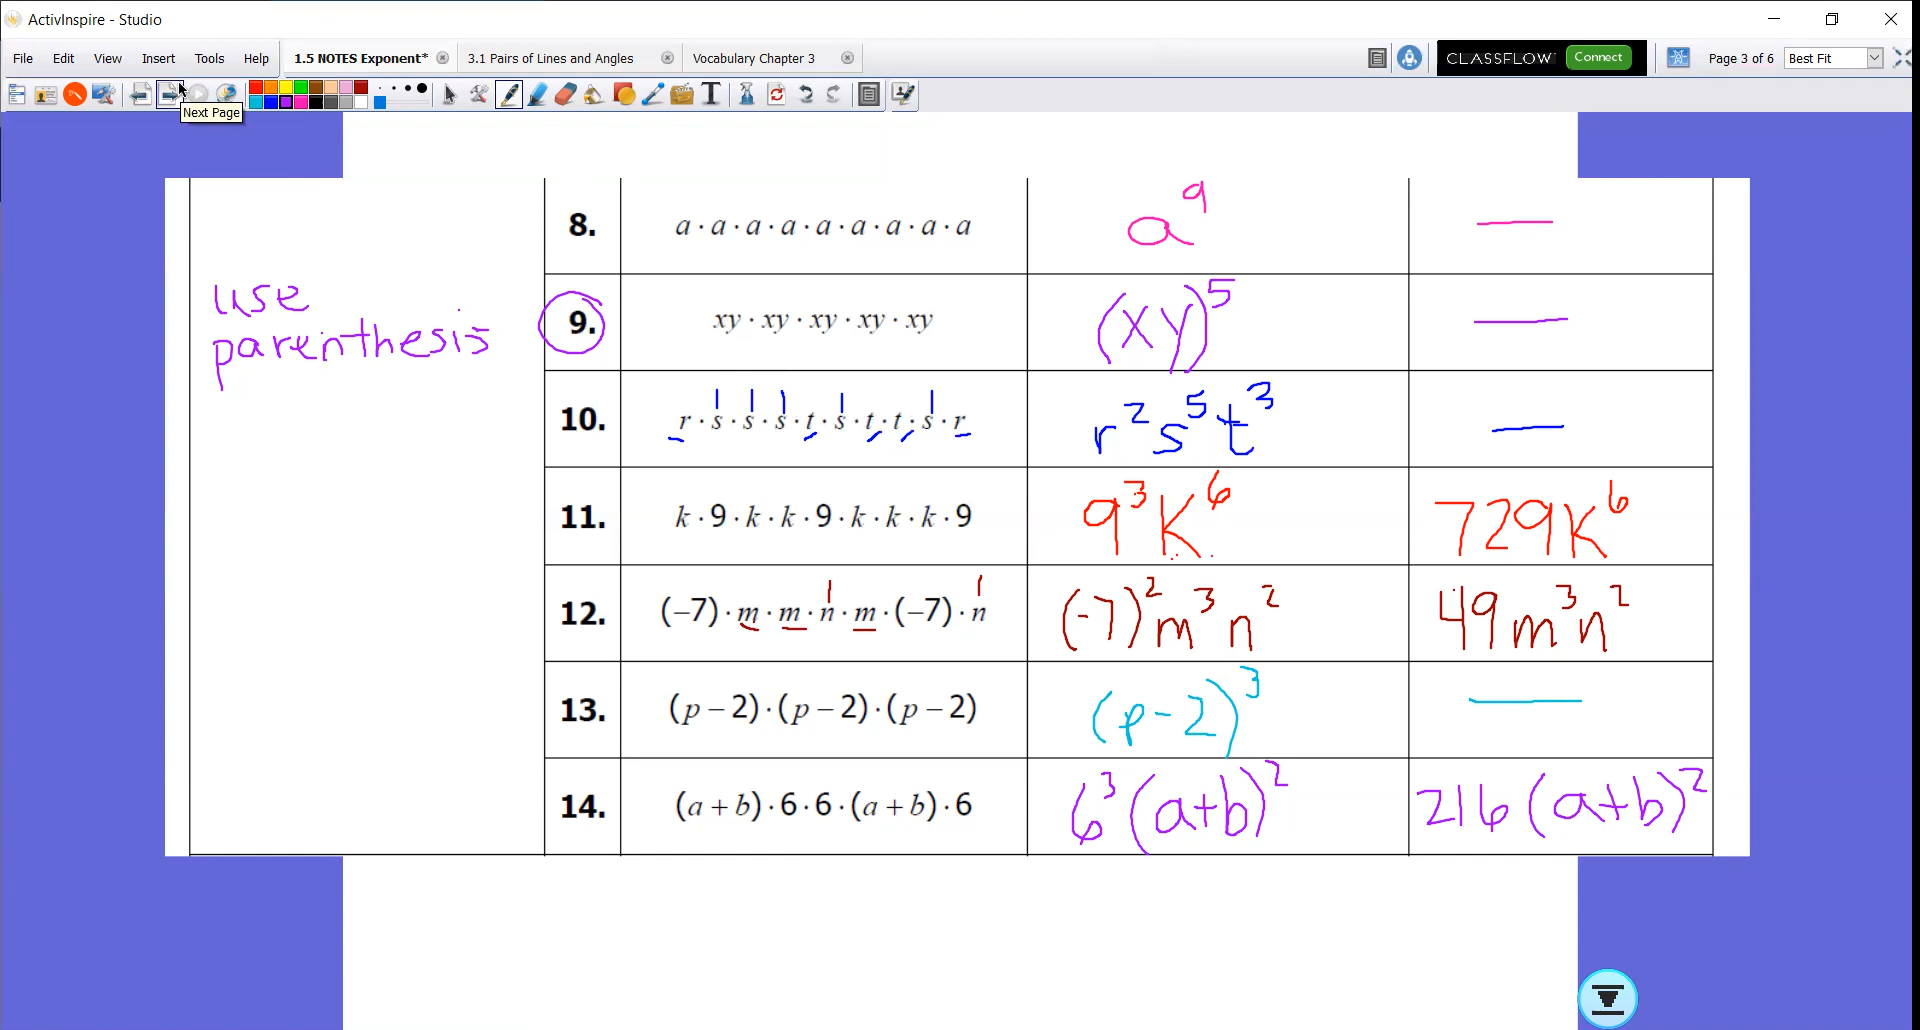 ActivInspire - Studio
File Edit View Insert Tools Help 1.5 NOTES Exponent* 3.1 Pairs of Lines and Angles Vocabulary Chapter 3 CLASSFLOW Connect Page 3 of 6 Best Fit
T
Next Page
8. a · a · a · a · a · a · a · a · a a⁹ —
use
parenthesis
9. xy · xy · xy · xy · xy (xy)⁵ —
10. r · s · s · s · t · s · t · t · s · r r²s⁵t³ —
11. k · 9 · k · k · 9 · k · k · k · 9 9³K⁶ 729K⁶
12. (−7) · m · m · n · m · (−7) · n (-7)²m³n² 49m³n²
13. (p − 2) · (p − 2) · (p − 2) (p-2)³ —
14. (a + b) · 6 · 6 · (a + b) · 6 6³(a+b)² 216(a+b)²